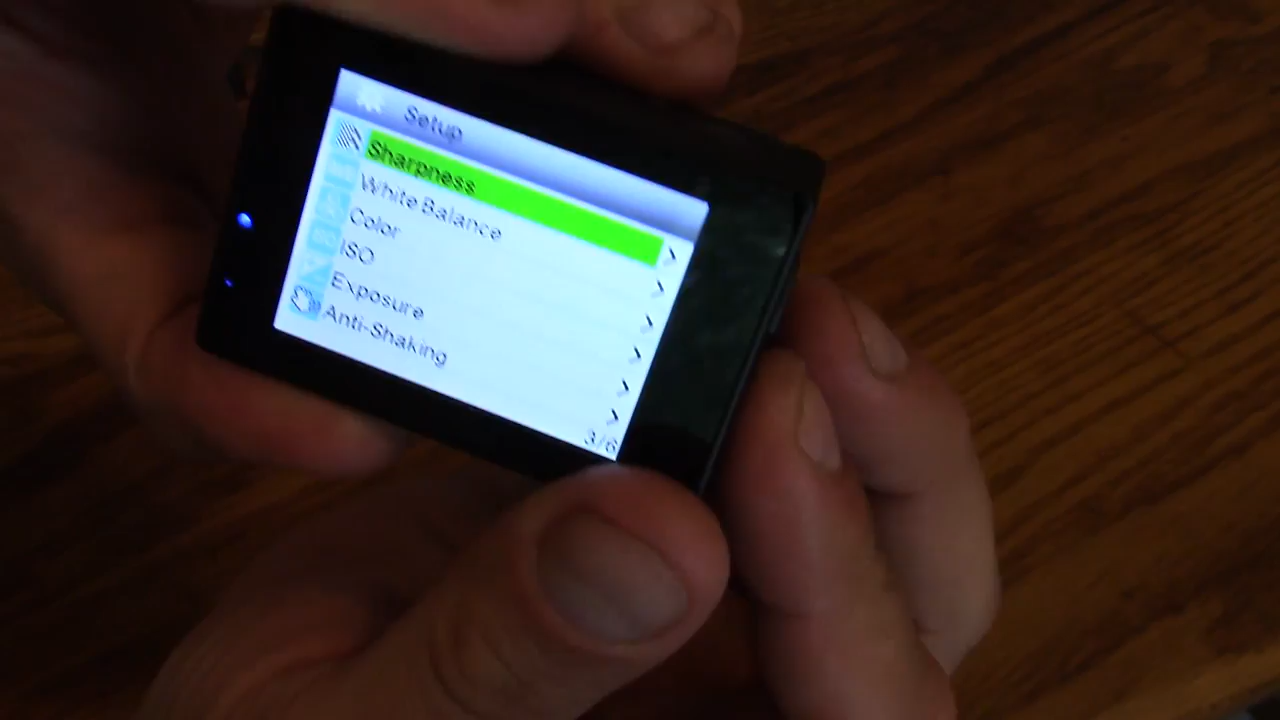 Setup
Sharpness
White Balance
Color
ISO
Exposure
Anti-Shaking
3/6